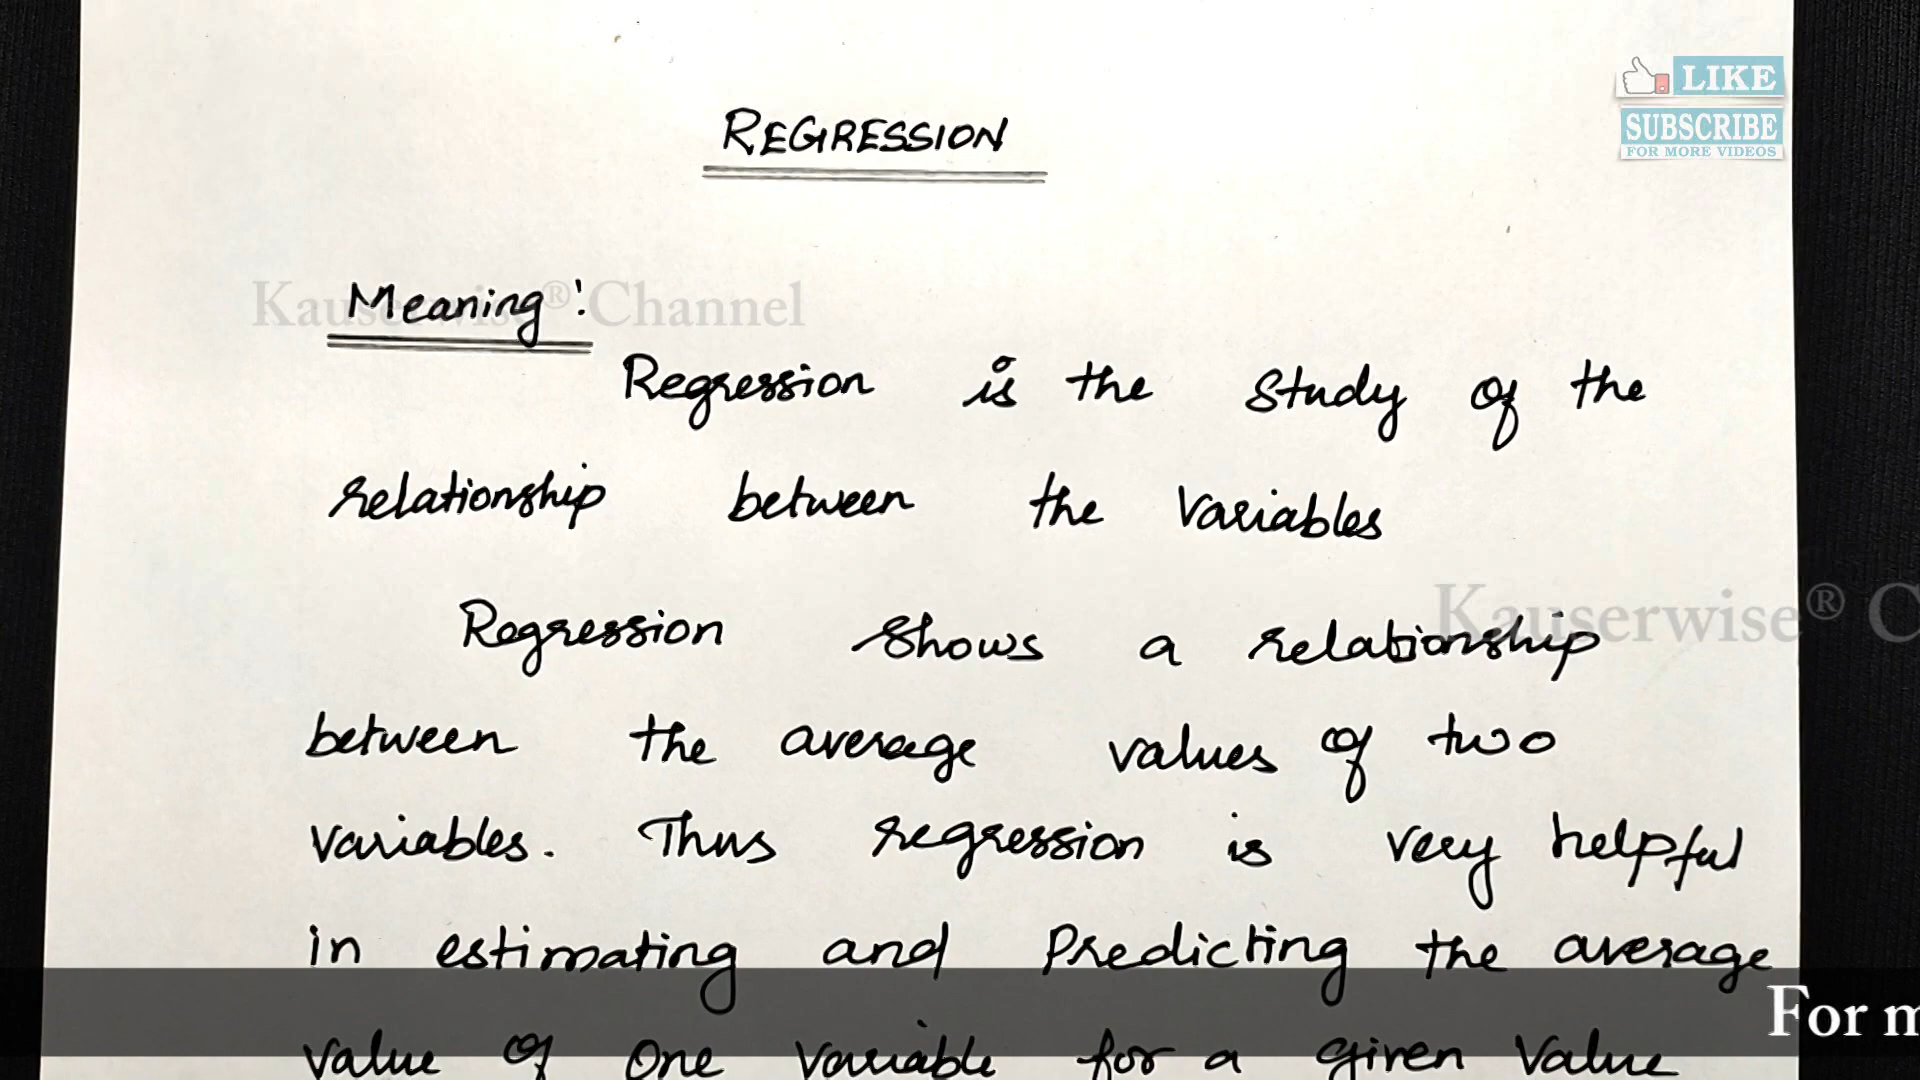 LIKE
SUBSCRIBE
FOR MORE VIDEOS
REGRESSION
Kauserwise® Channel
Meaning:
Regression is the study of the
relationship between the variables
Kauserwise® C
Regression shows a relationship
between the average values of two
variables. Thus regression is very helpful
in estimating and Predicting the average
For m
value of one variable for a given value